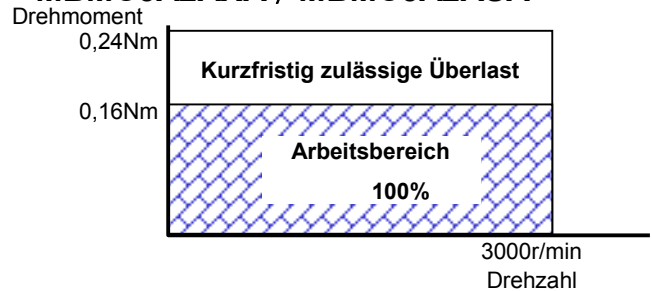 Drehmoment
0,24Nm
Kurzfristig zulässige Überlast
0,16Nm
Arbeitsbereich
100%
3000r/min
Drehzahl